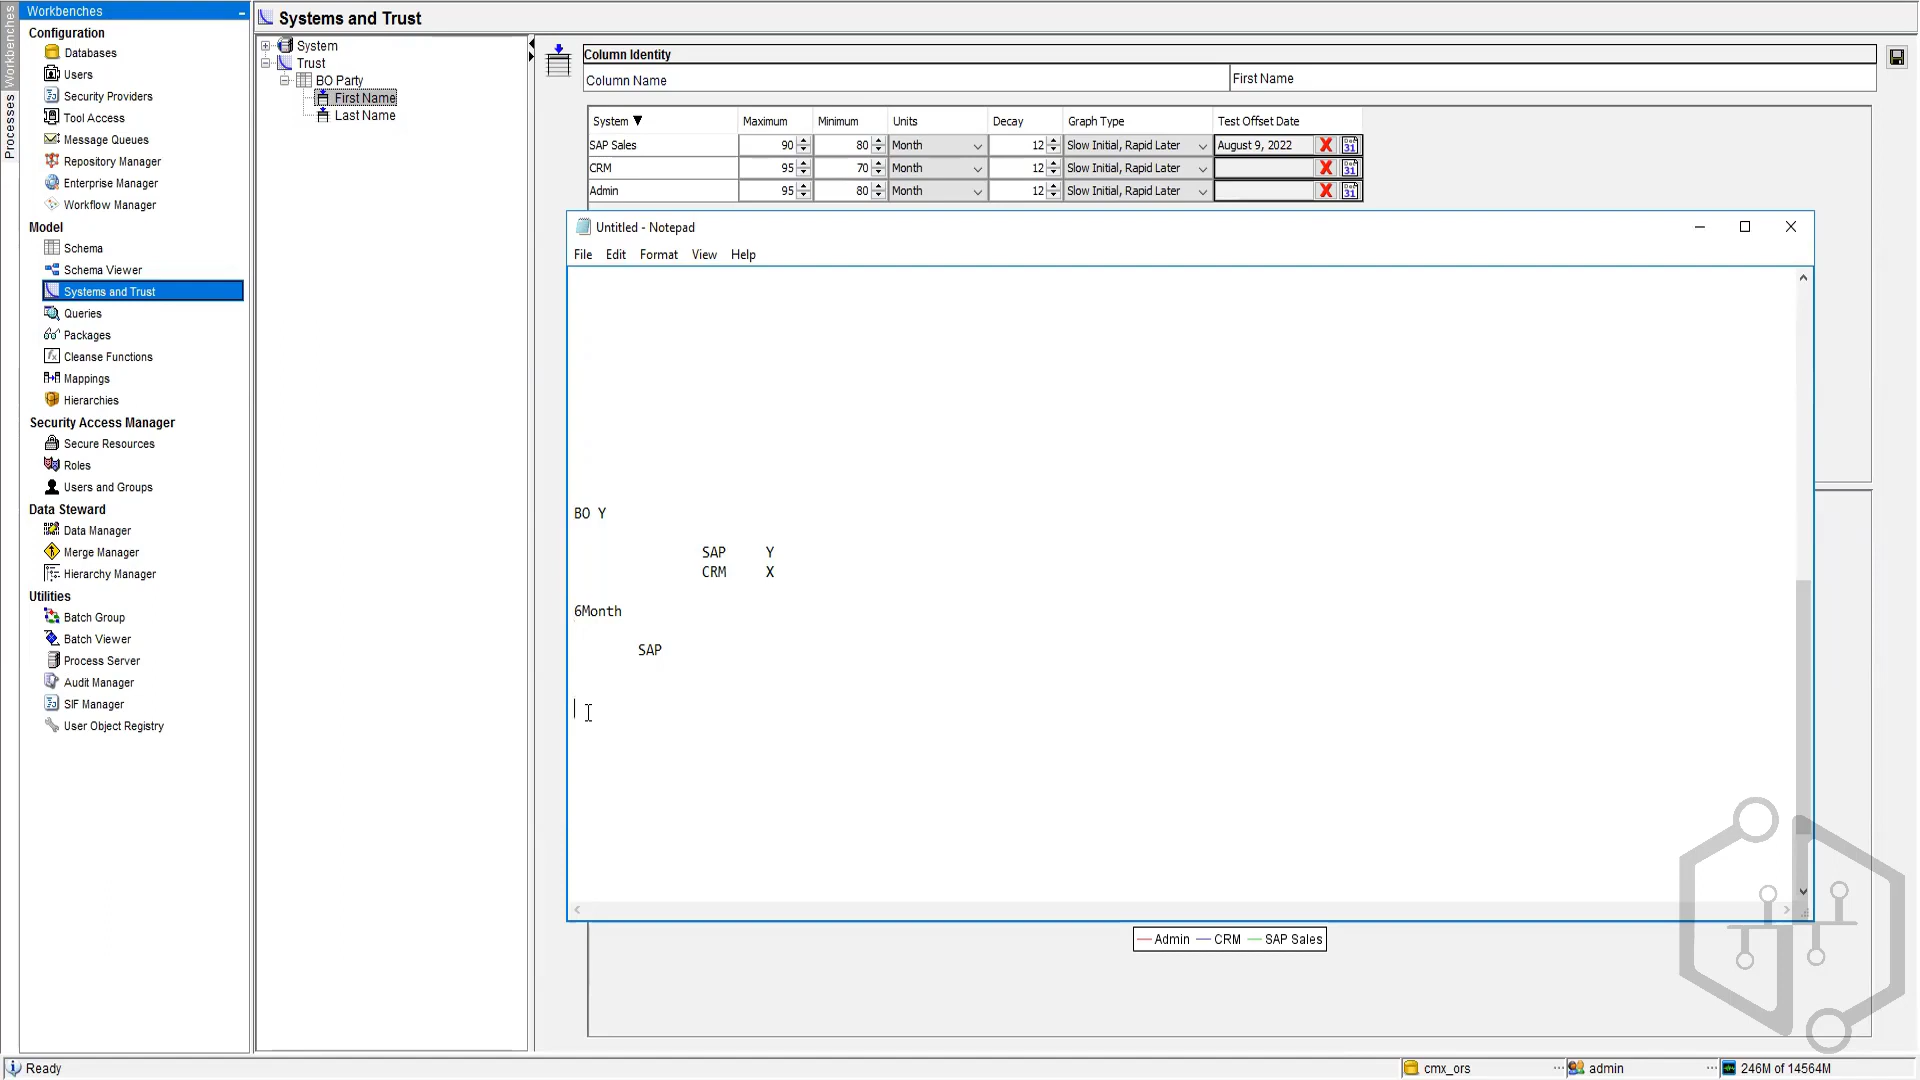 Workbenches
Processes
Workbenches
Configuration
Databases
Users
Security Providers
Tool Access
Message Queues
Repository Manager
Enterprise Manager
Workflow Manager
Model
Schema
Schema Viewer
Systems and Trust
Queries
Packages
Cleanse Functions
Mappings
Hierarchies
Security Access Manager
Secure Resources
Roles
Users and Groups
Data Steward
Data Manager
Merge Manager
Hierarchy Manager
Utilities
Batch Group
Batch Viewer
Process Server
Audit Manager
SIF Manager
User Object Registry
Systems and Trust
System
Trust
BO Party
First Name
Last Name
Column Identity
Column Name First Name
System ▼ Maximum Minimum Units Decay Graph Type Test Offset Date
SAP Sales 90 80 Month 12 Slow Initial, Rapid Later August 9, 2022
CRM 95 70 Month 12 Slow Initial, Rapid Later
Admin 95 80 Month 12 Slow Initial, Rapid Later
Untitled - Notepad
File Edit Format View Help
BO Y
SAP Y
CRM X
6Month
SAP
Admin CRM SAP Sales
Ready
cmx_ors
admin
246M of 14564M